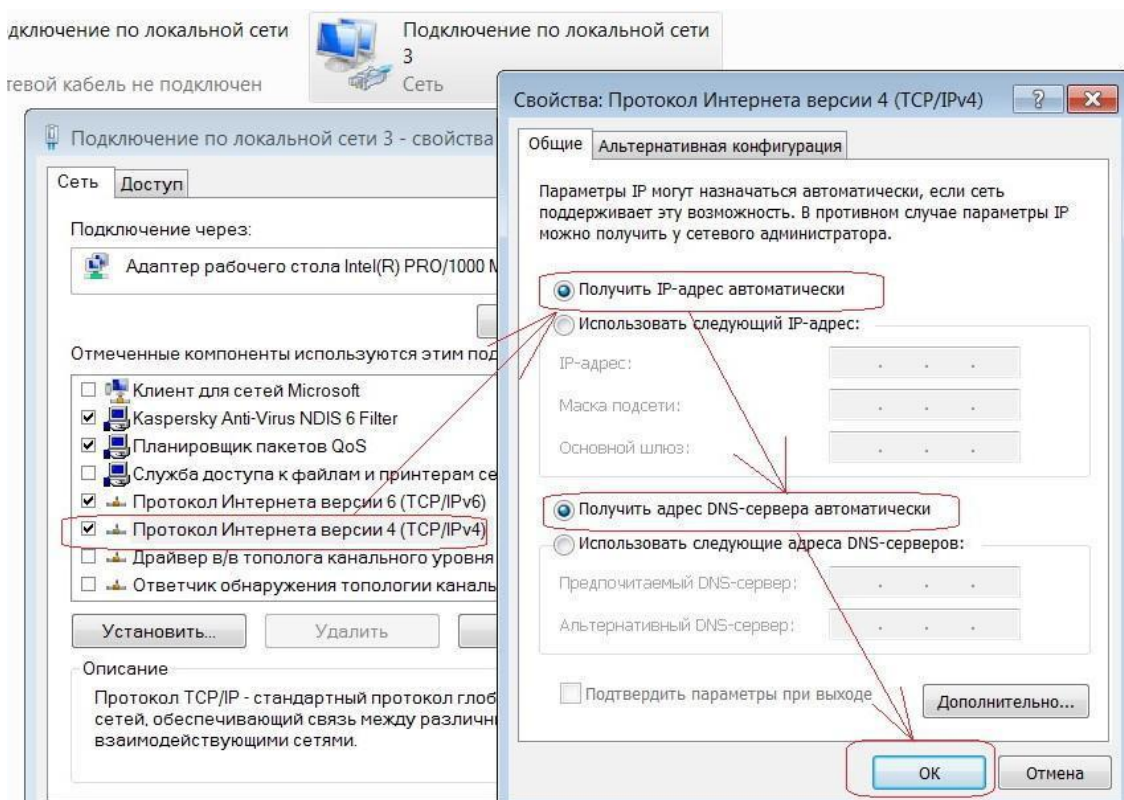 дключение по локальной сети
тевой кабель не подключен
Подключение по локальной сети
3
Сеть
Подключение по локальной сети 3 - свойства
Сеть
Доступ
Подключение через:
Адаптер рабочего стола Intel(R) PRO/1000 M
Отмеченные компоненты используются этим под
Клиент для сетей Microsoft
Kaspersky Anti-Virus NDIS 6 Filter
Планировщик пакетов QoS
Служба доступа к файлам и принтерам се
Протокол Интернета версии 6 (TCP/IPv6)
Протокол Интернета версии 4 (TCP/IPv4)
Драйвер в/в тополога канального уровня
Ответчик обнаружения топологии каналь
Установить...
Удалить
Описание
Протокол TCP/IP - стандартный протокол глоб
сетей, обеспечивающий связь между различн
взаимодействующими сетями.
Свойства: Протокол Интернета версии 4 (TCP/IPv4)
Общие
Альтернативная конфигурация
Параметры IP могут назначаться автоматически, если сеть
поддерживает эту возможность. В противном случае параметры IP
можно получить у сетевого администратора.
Получить IP-адрес автоматически
Использовать следующий IP-адрес:
IP-адрес:
Маска подсети:
Основной шлюз:
Получить адрес DNS-сервера автоматически
Использовать следующие адреса DNS-серверов:
Предпочитаемый DNS-сервер:
Альтернативный DNS-сервер:
Подтвердить параметры при выходе
Дополнительно...
ОК
Отмена